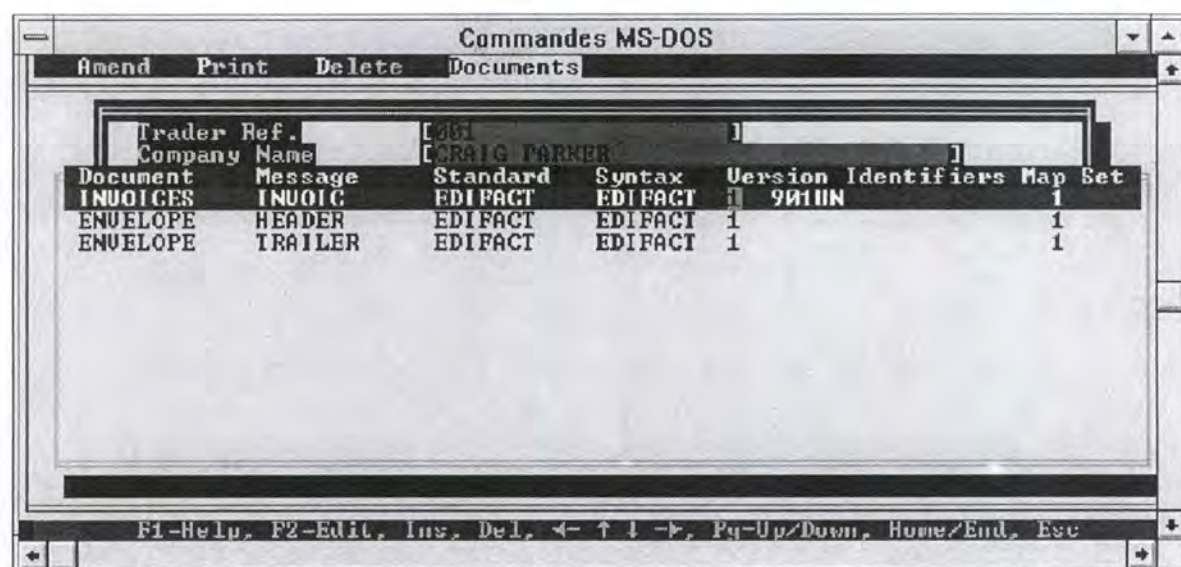 Commandes MS-DOS
Amend Print Delete Documents
Trader Ref. [001 ]
Company Name [CRAIG PARKER ]
Document Message Standard Syntax Version Identifiers Map Set
INVOICES INVOIC EDIFACT EDIFACT 1 901UN 1
ENVELOPE HEADER EDIFACT EDIFACT 1 1
ENVELOPE TRAILER EDIFACT EDIFACT 1 1
F1-Help, F2-Edit, Ins, Del, ◄- ↑ ↓ -►, Pg-Up/Down, Home/End, Esc